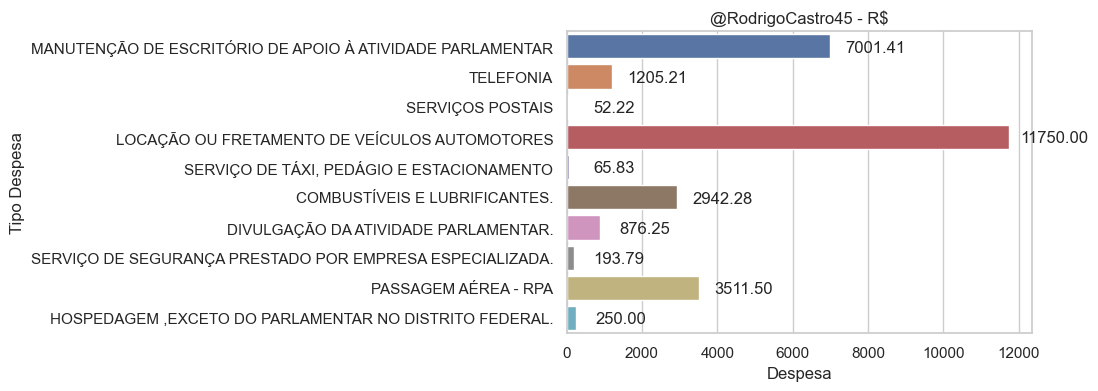 @RodrigoCastro45 - R$
Tipo Despesa
MANUTENÇÃO DE ESCRITÓRIO DE APOIO À ATIVIDADE PARLAMENTAR 7001.41
TELEFONIA 1205.21
SERVIÇOS POSTAIS 52.22
LOCAÇÃO OU FRETAMENTO DE VEÍCULOS AUTOMOTORES 11750.00
SERVIÇO DE TÁXI, PEDÁGIO E ESTACIONAMENTO 65.83
COMBUSTÍVEIS E LUBRIFICANTES. 2942.28
DIVULGAÇÃO DA ATIVIDADE PARLAMENTAR. 876.25
SERVIÇO DE SEGURANÇA PRESTADO POR EMPRESA ESPECIALIZADA. 193.79
PASSAGEM AÉREA - RPA 3511.50
HOSPEDAGEM ,EXCETO DO PARLAMENTAR NO DISTRITO FEDERAL. 250.00
0 2000 4000 6000 8000 10000 12000
Despesa